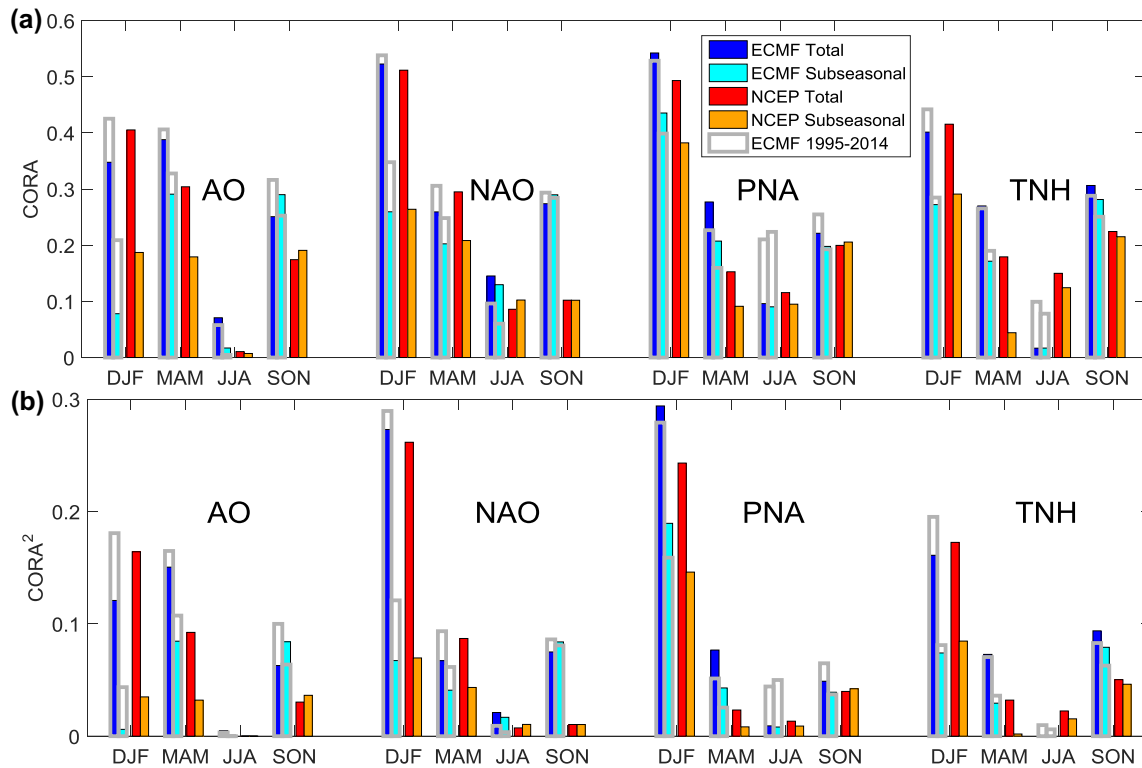 (a)
0.6
0.5
0.4
0.3
0.2
0.1
0
CORA
ECMF Total
ECMF Subseasonal
NCEP Total
NCEP Subseasonal
ECMF 1995-2014
AO NAO PNA TNH
DJF MAM JJA SON DJF MAM JJA SON DJF MAM JJA SON DJF MAM JJA SON
(b)
0.3
0.2
0.1
0
CORA²
AO NAO PNA TNH
DJF MAM JJA SON DJF MAM JJA SON DJF MAM JJA SON DJF MAM JJA SON